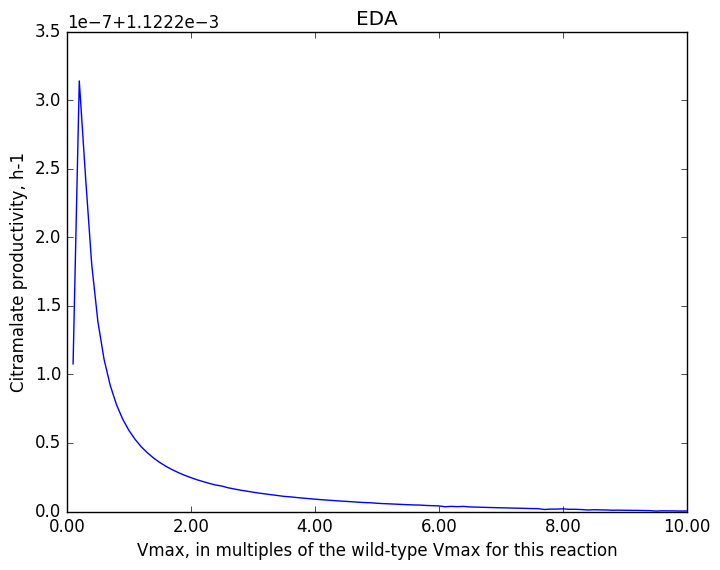 EDA
1e−7+1.1222e−3
3.5
3.0
2.5
2.0
1.5
1.0
0.5
0.0
0.00 2.00 4.00 6.00 8.00 10.00
Citramalate productivity, h-1
Vmax, in multiples of the wild-type Vmax for this reaction